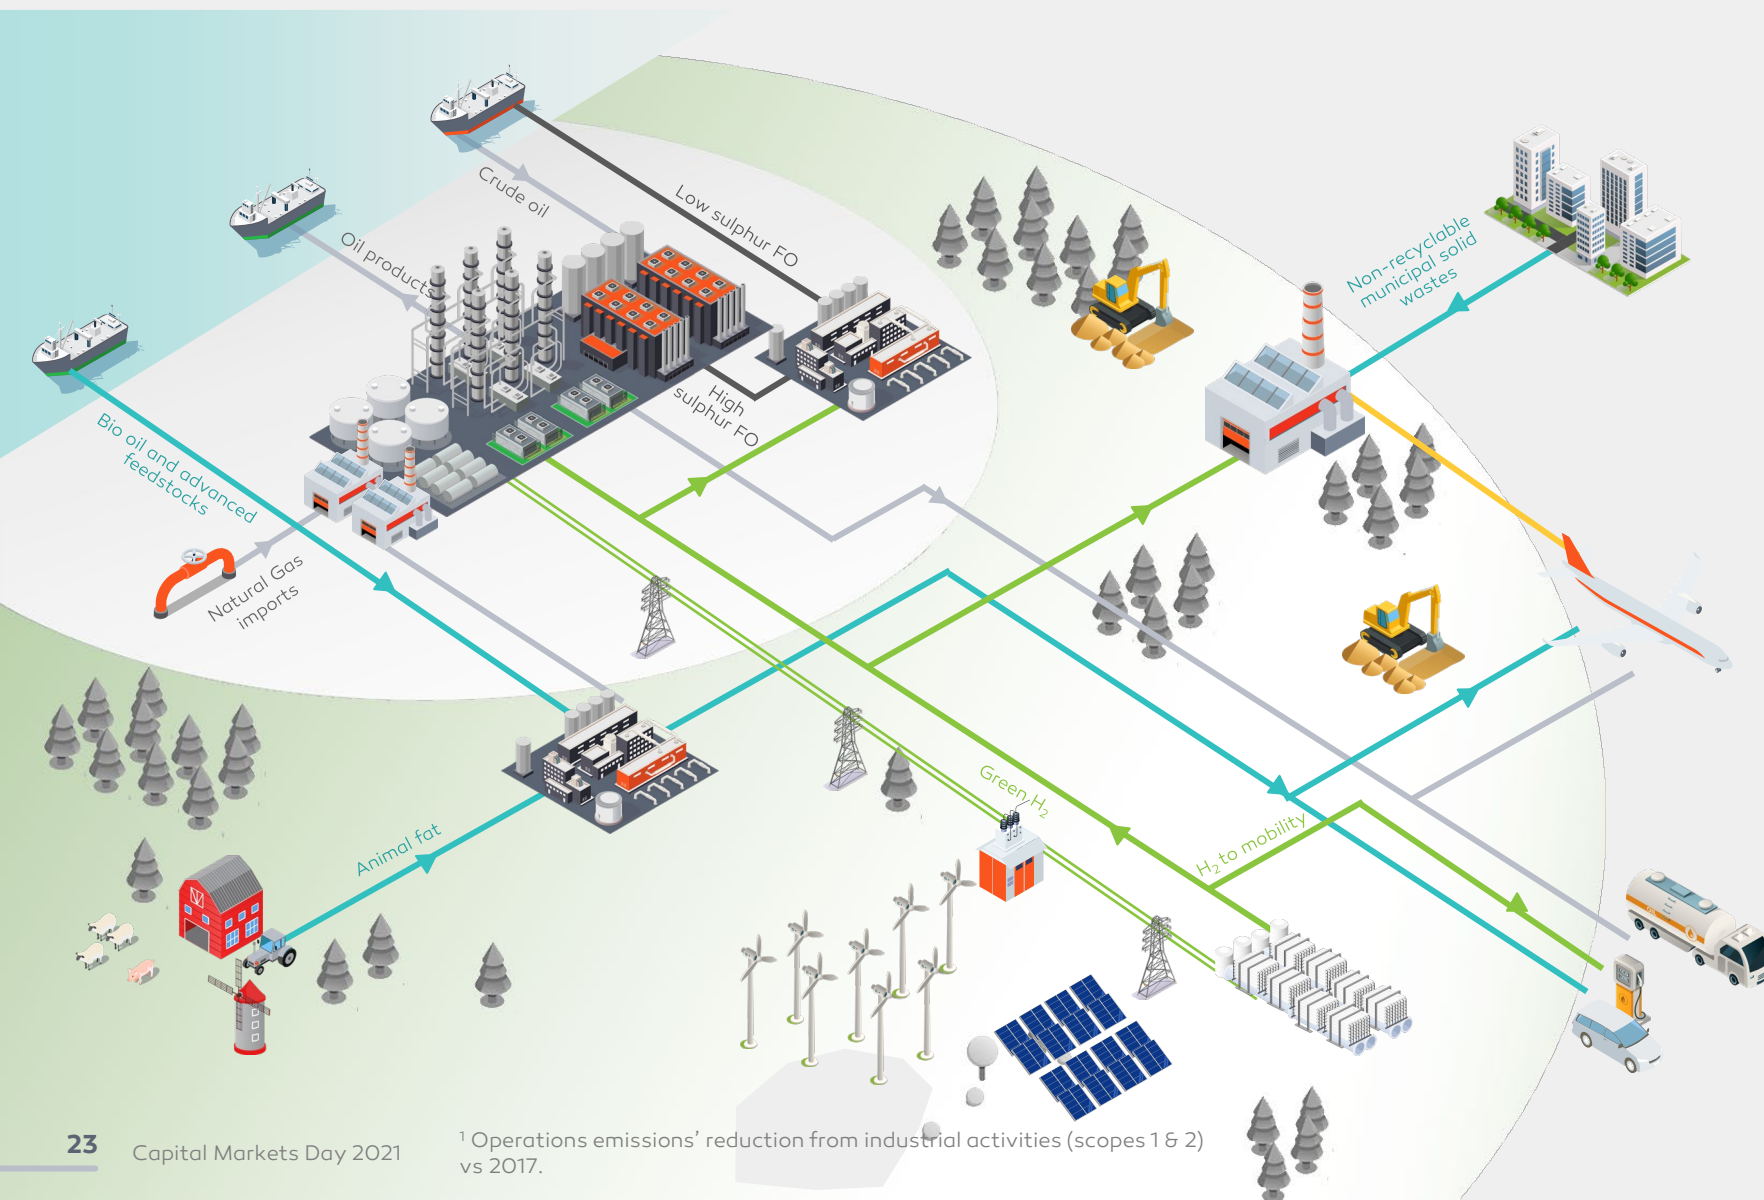 Crude oil
Low sulphur FO
Oil products
Non-recyclable
municipal solid
wastes
High
sulphur FO
Bio oil and advanced
feedstocks
Natural Gas
imports
Green H₂
H₂ to mobility
Animal fat
23
Capital Markets Day 2021
¹ Operations emissions’ reduction from industrial activities (scopes 1 & 2)
vs 2017.